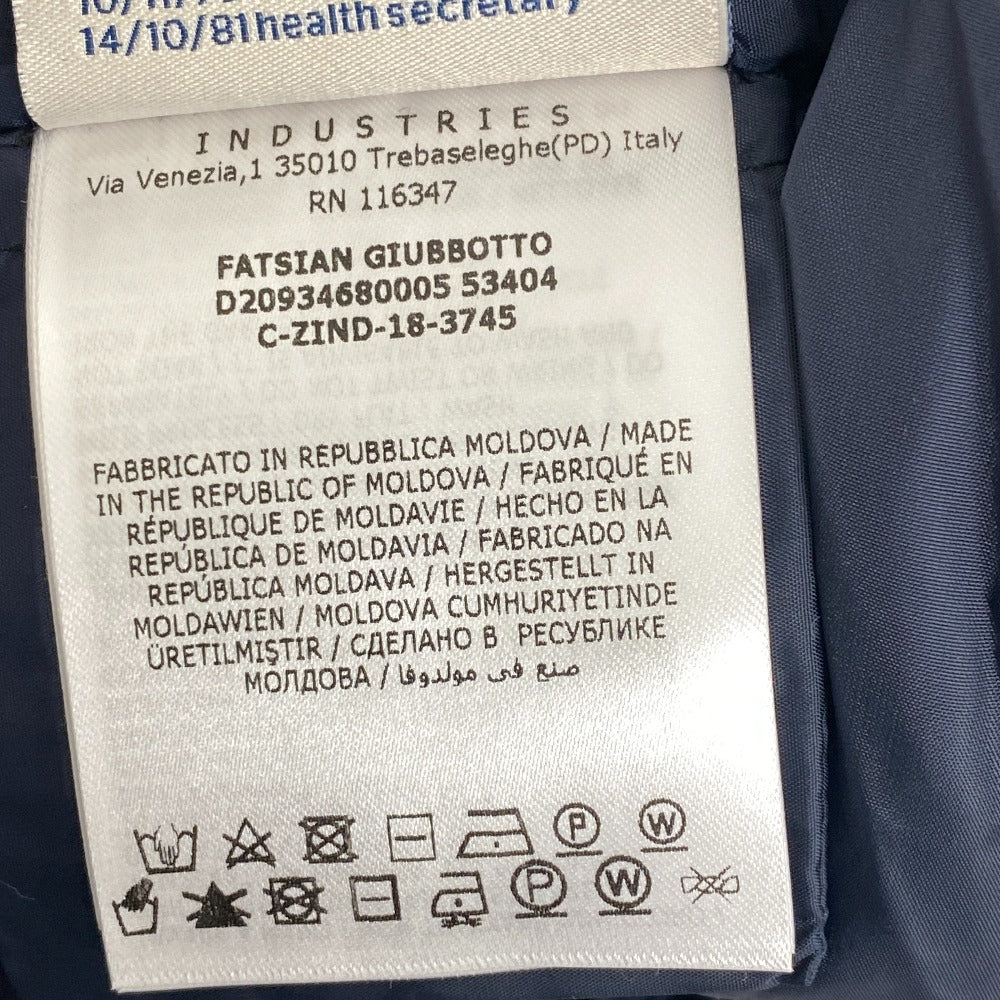 14/10/81 health secretary
INDUSTRIES
Via Venezia,1 35010 Trebaseleghe(PD) Italy
RN 116347
FATSIAN GIUBBOTTO
D20934680005 53404
C-ZIND-18-3745
FABBRICATO IN REPUBBLICA MOLDOVA / MADE
IN THE REPUBLIC OF MOLDOVA / FABRIQUÉ EN
RÉPUBLIQUE DE MOLDAVIE / HECHO EN LA
REPÚBLICA DE MOLDAVIA / FABRICADO NA
REPÚBLICA MOLDAVA / HERGESTELLT IN
MOLDAWIEN / MOLDOVA CUMHURIYETINDE
ÜRETILMIŞTIR / СДЕЛАНО В РЕСУБЛИКЕ
МОЛДОВА / صنع في مولدوفا
P W
P W